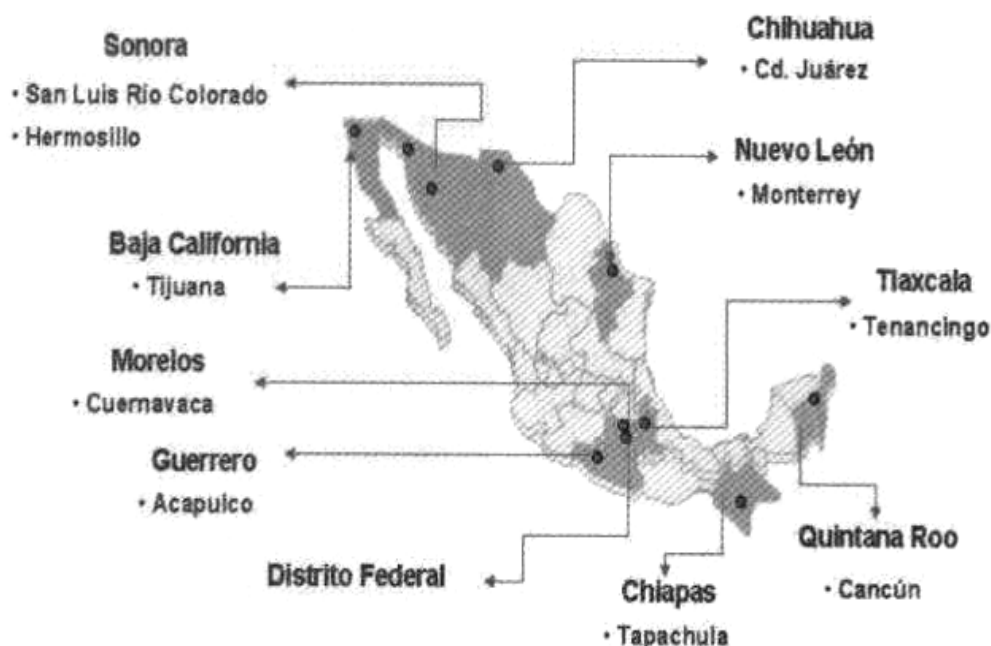 Sonora
· San Luis Río Colorado
· Hermosillo
Chihuahua
· Cd. Juárez
Nuevo León
· Monterrey
Baja California
· Tijuana
Tlaxcala
· Tenancingo
Morelos
· Cuernavaca
Guerrero
· Acapulco
Distrito Federal
Chiapas
· Tapachula
Quintana Roo
· Cancún